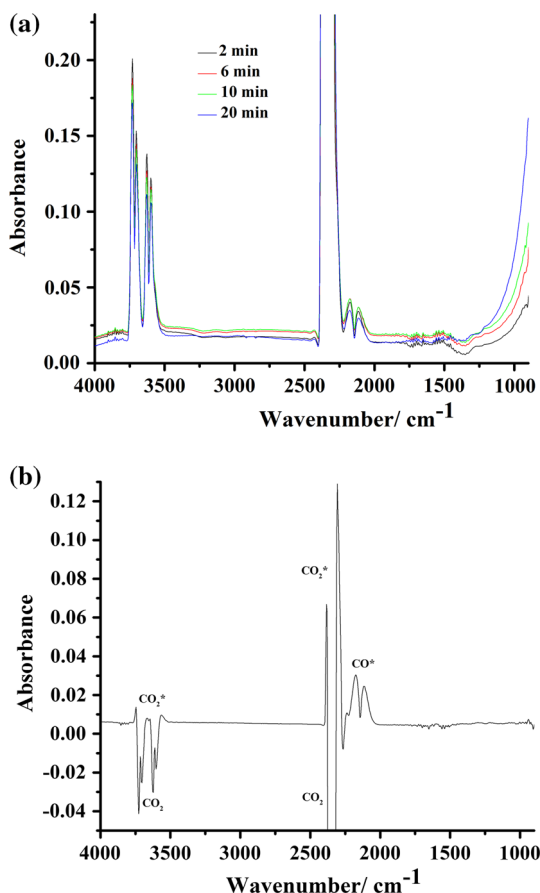 (a)
2 min
6 min
10 min
20 min
0.20
0.15
0.10
0.05
0.00
Absorbance
4000 3500 3000 2500 2000 1500 1000
Wavenumber/ cm-1
(b)
0.12
0.10
0.08
0.06
0.04
0.02
0.00
-0.02
-0.04
Absorbance
CO2*
CO2*
CO*
CO2
CO2
4000 3500 3000 2500 2000 1500 1000
Wavenumber/ cm-1